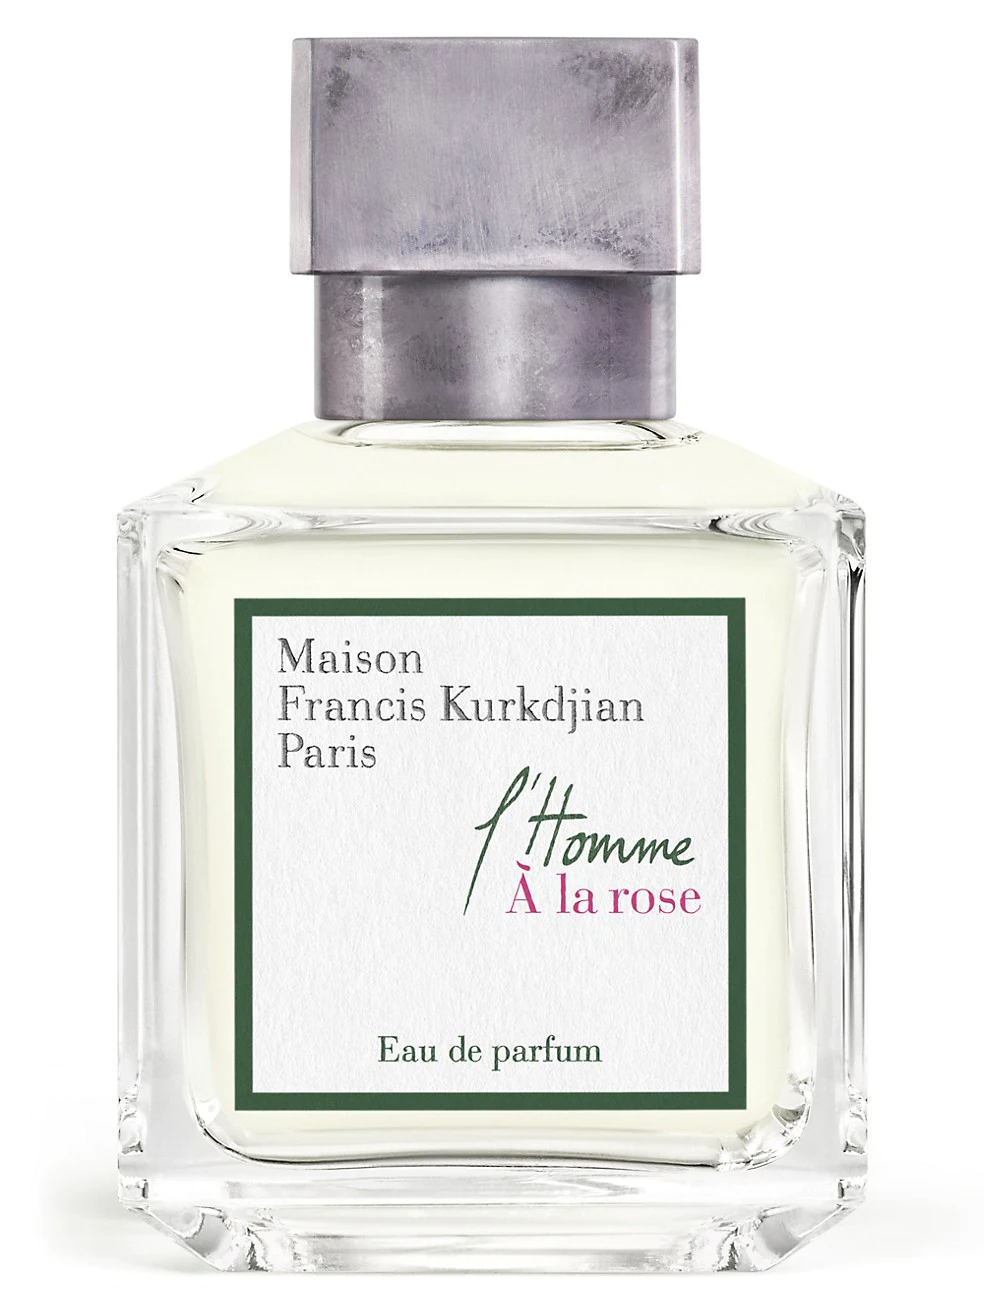 Maison
Francis Kurkdjian
Paris
l'Homme
À la rose
Eau de parfum